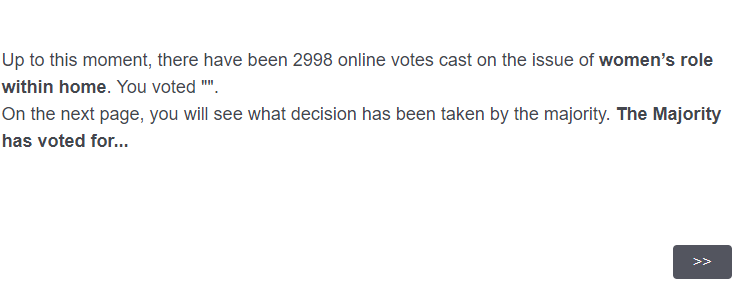 Up to this moment, there have been 2998 online votes cast on the issue of women’s role
within home. You voted "".
On the next page, you will see what decision has been taken by the majority. The Majority
has voted for...
>>